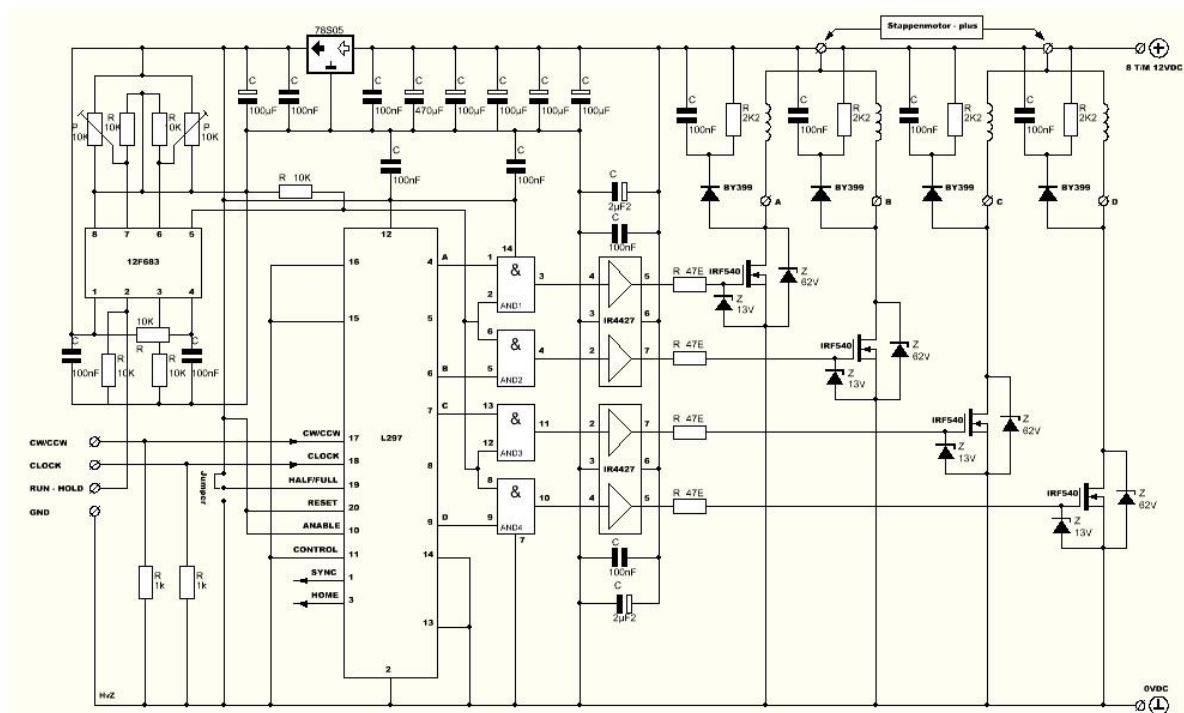 78S05
Stappenmotor - plus
8 T/M 12VDC
C 100µF
C 100nF
C 100nF
C 470µF
C 100µF
C 100µF
C 100µF
C 100µF
C 100nF
R 2K2
C 100nF
R 2K2
C 100nF
R 2K2
C 100nF
R 2K2
P 10K
R 10K
R 10K
P 10K
C 100nF
C 100nF
R 10K
C 2µF2
C 100nF
BY399
BY399
BY399
BY399
A
B
C
D
8 7 6 5
12F683
1 2 3 4
10K
R
C 100nF
R 10K
R 10K
C 100nF
12
16
15
4 A
5
6 B
7 C
8
9 D
14
13
2
L297
CW/CCW
CLOCK
RUN - HOLD
GND
Jumper
CW/CCW 17
CLOCK 18
HALF/FULL 19
RESET 20
ANABLE 10
CONTROL 11
SYNC 1
HOME 3
R 1k
R 1k
14
1 & 3
2 AND1
6 & 4
5 AND2
13 & 11
12 AND3
8 & 10
9 AND4
7
4 5
3 6
IR4427
2 7
2 7
3 6
IR4427
4 5
R 47E
R 47E
R 47E
R 47E
IRF540
Z 13V
Z 62V
IRF540
Z 13V
Z 62V
IRF540
Z 13V
Z 62V
IRF540
Z 13V
Z 62V
C 100nF
C 2µF2
HvZ
0VDC